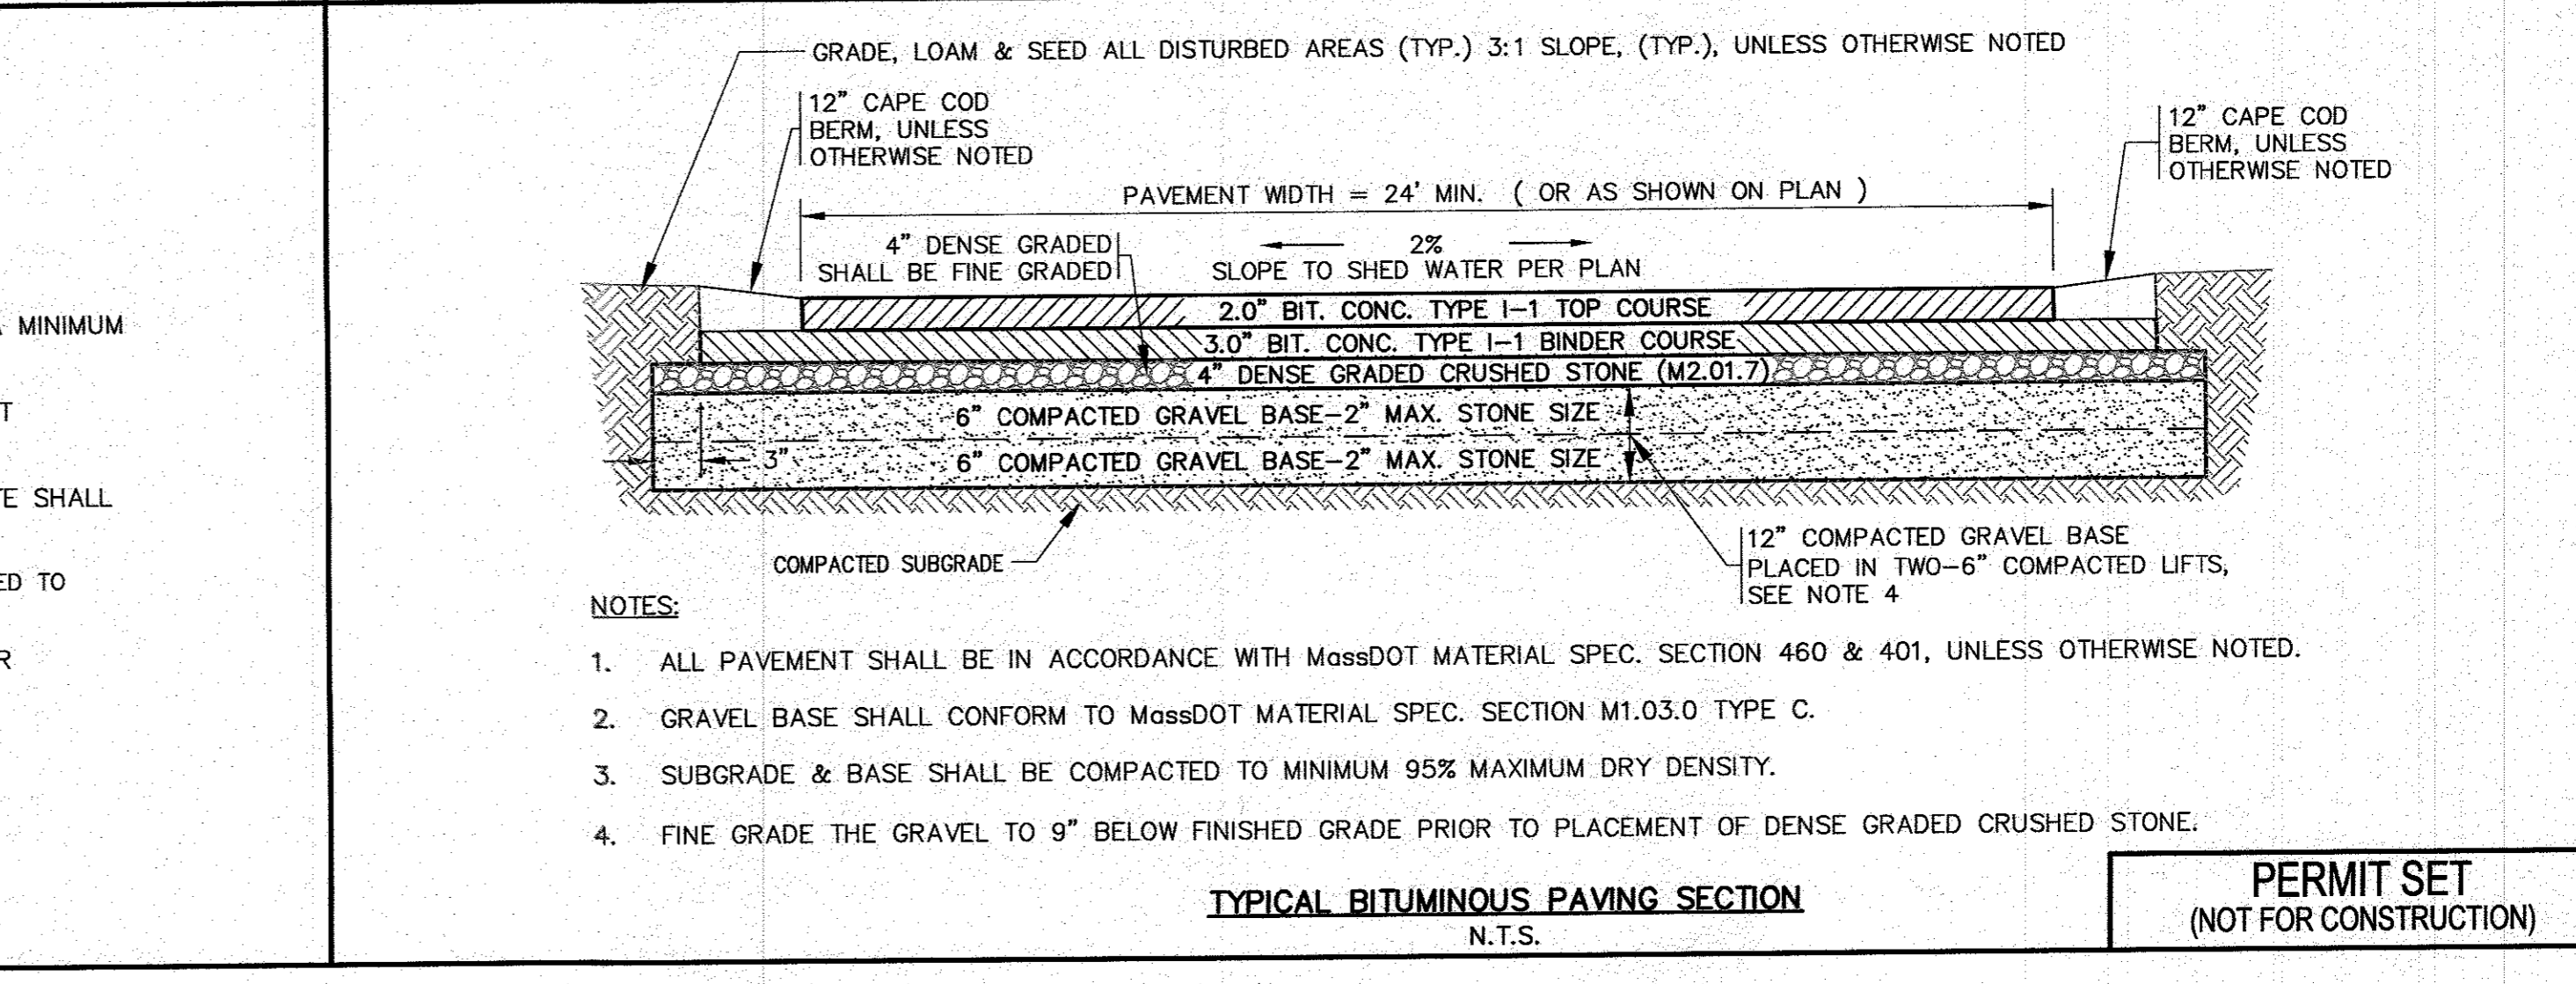 A MINIMUM
T
TE SHALL
ED TO
R
GRADE, LOAM & SEED ALL DISTURBED AREAS (TYP.) 3:1 SLOPE, (TYP.), UNLESS OTHERWISE NOTED
12" CAPE COD
BERM, UNLESS
OTHERWISE NOTED
12" CAPE COD
BERM, UNLESS
OTHERWISE NOTED
PAVEMENT WIDTH = 24' MIN. ( OR AS SHOWN ON PLAN )
4" DENSE GRADED
SHALL BE FINE GRADED
2%
SLOPE TO SHED WATER PER PLAN
2.0" BIT. CONC. TYPE I-1 TOP COURSE
3.0" BIT. CONC. TYPE I-1 BINDER COURSE
4" DENSE GRADED CRUSHED STONE (M2.01.7)
6" COMPACTED GRAVEL BASE-2" MAX. STONE SIZE
3"
6" COMPACTED GRAVEL BASE-2" MAX. STONE SIZE
COMPACTED SUBGRADE
12" COMPACTED GRAVEL BASE
PLACED IN TWO-6" COMPACTED LIFTS,
SEE NOTE 4
NOTES:
1. ALL PAVEMENT SHALL BE IN ACCORDANCE WITH MassDOT MATERIAL SPEC. SECTION 460 & 401, UNLESS OTHERWISE NOTED.
2. GRAVEL BASE SHALL CONFORM TO MassDOT MATERIAL SPEC. SECTION M1.03.0 TYPE C.
3. SUBGRADE & BASE SHALL BE COMPACTED TO MINIMUM 95% MAXIMUM DRY DENSITY.
4. FINE GRADE THE GRAVEL TO 9" BELOW FINISHED GRADE PRIOR TO PLACEMENT OF DENSE GRADED CRUSHED STONE.
TYPICAL BITUMINOUS PAVING SECTION
N.T.S.
PERMIT SET
(NOT FOR CONSTRUCTION)